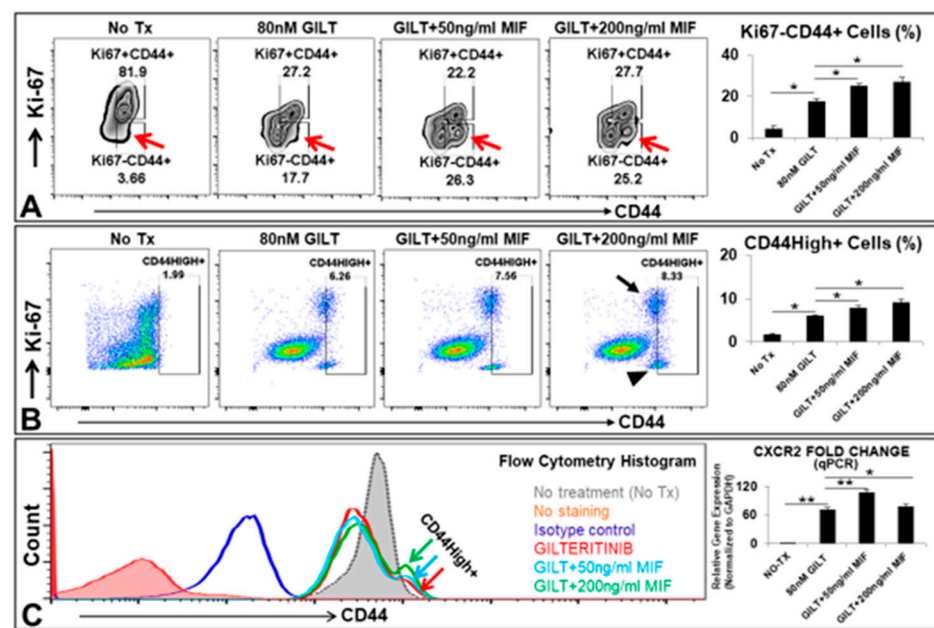 No Tx
80nM GILT
GILT+50ng/ml MIF
GILT+200ng/ml MIF
Ki67-CD44+ Cells (%)
Ki67+CD44+
81.9
Ki67+CD44+
27.2
Ki67+CD44+
22.2
Ki67+CD44+
27.7
Ki67-CD44+
3.66
Ki67-CD44+
17.7
Ki67-CD44+
26.3
Ki67-CD44+
25.2
Ki-67
CD44
A
40
20
0
* * *
No Tx
80nM GILT
GILT+50ng/ml MIF
GILT+200ng/ml MIF
No Tx
80nM GILT
GILT+50ng/ml MIF
GILT+200ng/ml MIF
CD44High+ Cells (%)
CD44HIGH+
1.99
CD44HIGH+
6.26
CD44HIGH+
7.56
CD44HIGH+
8.33
Ki-67
CD44
B
20
10
0
* * *
No Tx
80nM GILT
GILT+50ng/ml MIF
GILT+200ng/ml MIF
Flow Cytometry Histogram
No treatment (No Tx)
No staining
Isotype control
GILTERITINIB
GILT+50ng/ml MIF
GILT+200ng/ml MIF
CD44High+
Count
CD44
C
CXCR2 FOLD CHANGE
(qPCR)
Relative Gene Expression
(Normalized to GAPDH)
120
60
0
** ** *
NO-TX
80nM GILT
GILT+50ng/ml MIF
GILT+200ng/ml MIF